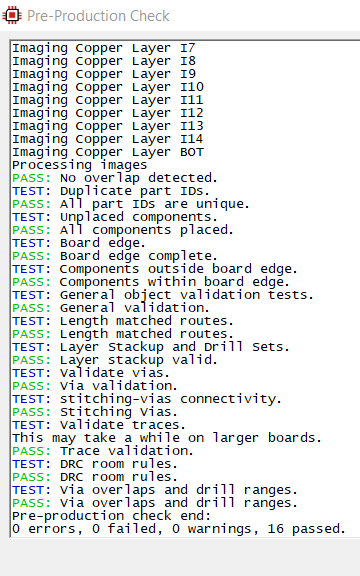 Pre-Production Check
Imaging Copper Layer I7
Imaging Copper Layer I8
Imaging Copper Layer I9
Imaging Copper Layer I10
Imaging Copper Layer I11
Imaging Copper Layer I12
Imaging Copper Layer I13
Imaging Copper Layer I14
Imaging Copper Layer BOT
Processing images
PASS: No overlap detected.
TEST: Duplicate part IDs.
PASS: All part IDs are unique.
TEST: Unplaced components.
PASS: All components placed.
TEST: Board edge.
PASS: Board edge complete.
TEST: Components outside board edge.
PASS: Components within board edge.
TEST: General object validation tests.
PASS: General validation.
TEST: Length matched routes.
PASS: Length matched routes.
TEST: Layer Stackup and Drill Sets.
PASS: Layer stackup valid.
TEST: Validate vias.
PASS: Via validation.
TEST: stitching-vias connectivity.
PASS: Stitching Vias.
TEST: Validate traces.
This may take a while on larger boards.
PASS: Trace validation.
TEST: DRC room rules.
PASS: DRC room rules.
TEST: Via overlaps and drill ranges.
PASS: Via overlaps and drill ranges.
Pre-production check end:
0 errors, 0 failed, 0 warnings, 16 passed.